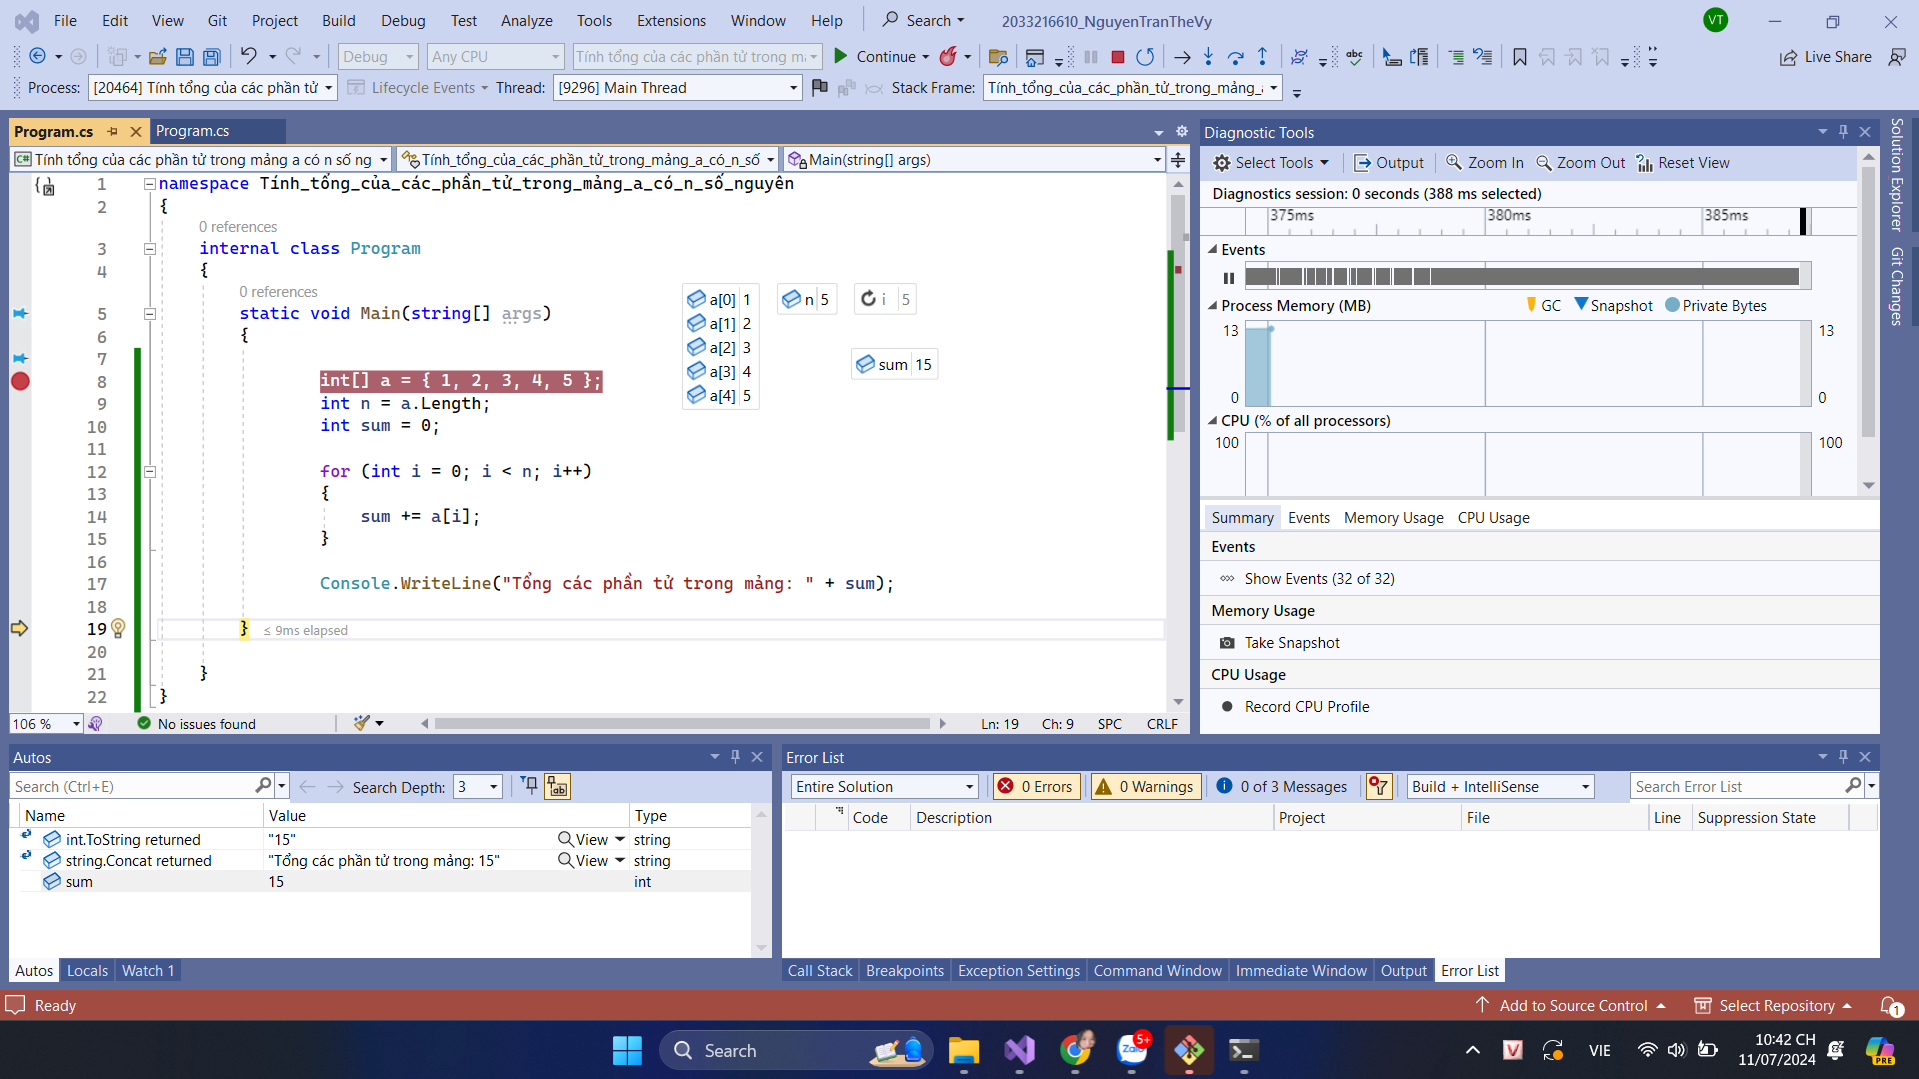 File Edit View Git Project Build Debug Test Analyze Tools Extensions Window Help Search 2033216610_NguyenTranTheVy VT
Debug Any CPU Tính tổng của các phần tử trong m Continue abc Live Share
Process: [20464] Tính tổng của các phần tử Lifecycle Events Thread: [9296] Main Thread Stack Frame: Tính_tổng_của_các_phần_tử_trong_mảng_
Program.cs Program.cs
C# Tính tổng của các phần tử trong mảng a có n số ng Tính_tổng_của_các_phần_tử_trong_mảng_a_có_n_số Main(string[] args)
1 namespace Tính_tổng_của_các_phần_tử_trong_mảng_a_có_n_số_nguyên
2 {
0 references
3 internal class Program
4 {
0 references
5 static void Main(string[] args)
6 {
7
8 int[] a = { 1, 2, 3, 4, 5 };
9 int n = a.Length;
10 int sum = 0;
11
12 for (int i = 0; i < n; i++)
13 {
14 sum += a[i];
15 }
16
17 Console.WriteLine("Tổng các phần tử trong mảng: " + sum);
18
19 } ≤ 9ms elapsed
20
21 }
22 }
a[0] 1
a[1] 2
a[2] 3
a[3] 4
a[4] 5
n 5
i 5
sum 15
106 % No issues found Ln: 19 Ch: 9 SPC CRLF
Diagnostic Tools
Select Tools Output Zoom In Zoom Out Reset View
Diagnostics session: 0 seconds (388 ms selected)
375ms 380ms 385ms
Events
Process Memory (MB) GC Snapshot Private Bytes
13 13
0 0
CPU (% of all processors)
100 100
Summary Events Memory Usage CPU Usage
Events
Show Events (32 of 32)
Memory Usage
Take Snapshot
CPU Usage
Record CPU Profile
Solution Explorer
Git Changes
Autos
Search (Ctrl+E) Search Depth: 3
Name Value Type
int.ToString returned "15" View string
string.Concat returned "Tổng các phần tử trong mảng: 15" View string
sum 15 int
Autos Locals Watch 1
Error List
Entire Solution 0 Errors 0 Warnings 0 of 3 Messages Build + IntelliSense Search Error List
Code Description Project File Line Suppression State
Call Stack Breakpoints Exception Settings Command Window Immediate Window Output Error List
Ready Add to Source Control Select Repository 1
Search Zalo 5+ V VIE 10:42 CH
11/07/2024 PRE